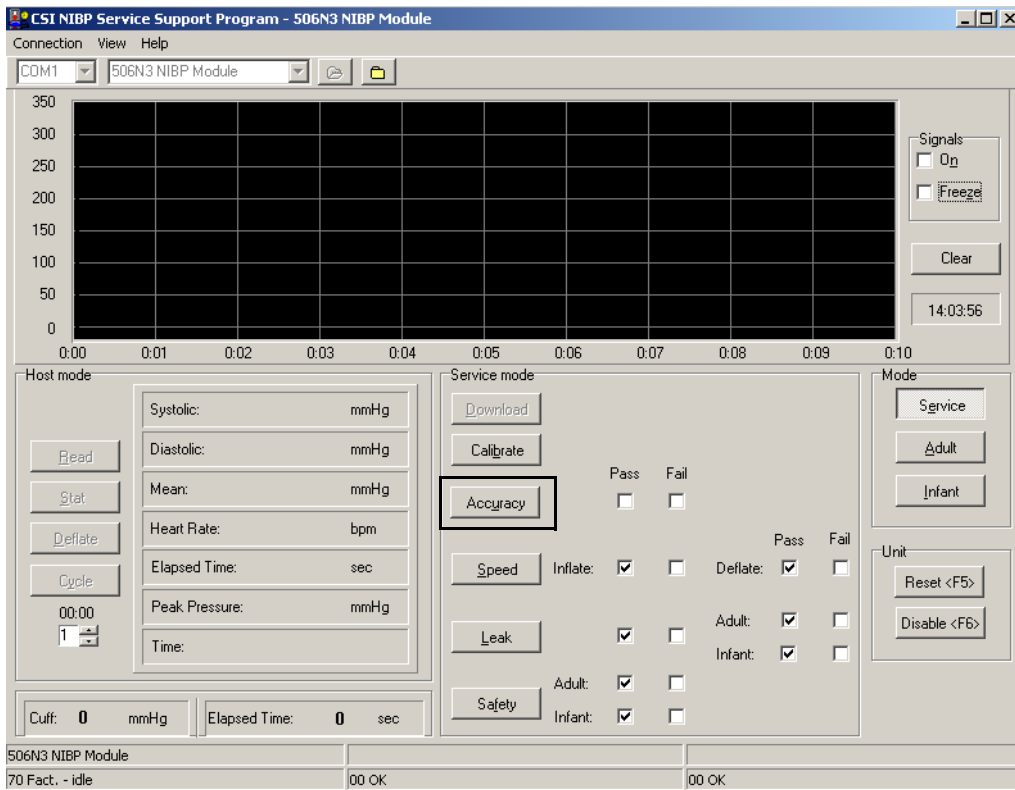 CSI NIBP Service Support Program - 506N3 NIBP Module
Connection View Help
COM1 506N3 NIBP Module
350
300
250
200
150
100
50
0
0:00 0:01 0:02 0:03 0:04 0:05 0:06 0:07 0:08 0:09 0:10
Signals
On
Freeze
Clear
14:03:56
Host mode
Read
Stat
Deflate
Cycle
00:00
1
Systolic: mmHg
Diastolic: mmHg
Mean: mmHg
Heart Rate: bpm
Elapsed Time: sec
Peak Pressure: mmHg
Time:
Cuff: 0 mmHg
Elapsed Time: 0 sec
Service mode
Download
Calibrate
Pass Fail
Accuracy
Pass Fail
Speed Inflate: Deflate:
Adult:
Leak
Infant:
Adult:
Safety
Infant:
Mode
Service
Adult
Infant
Unit
Reset <F5>
Disable <F6>
506N3 NIBP Module
70 Fact. - idle 00 OK 00 OK